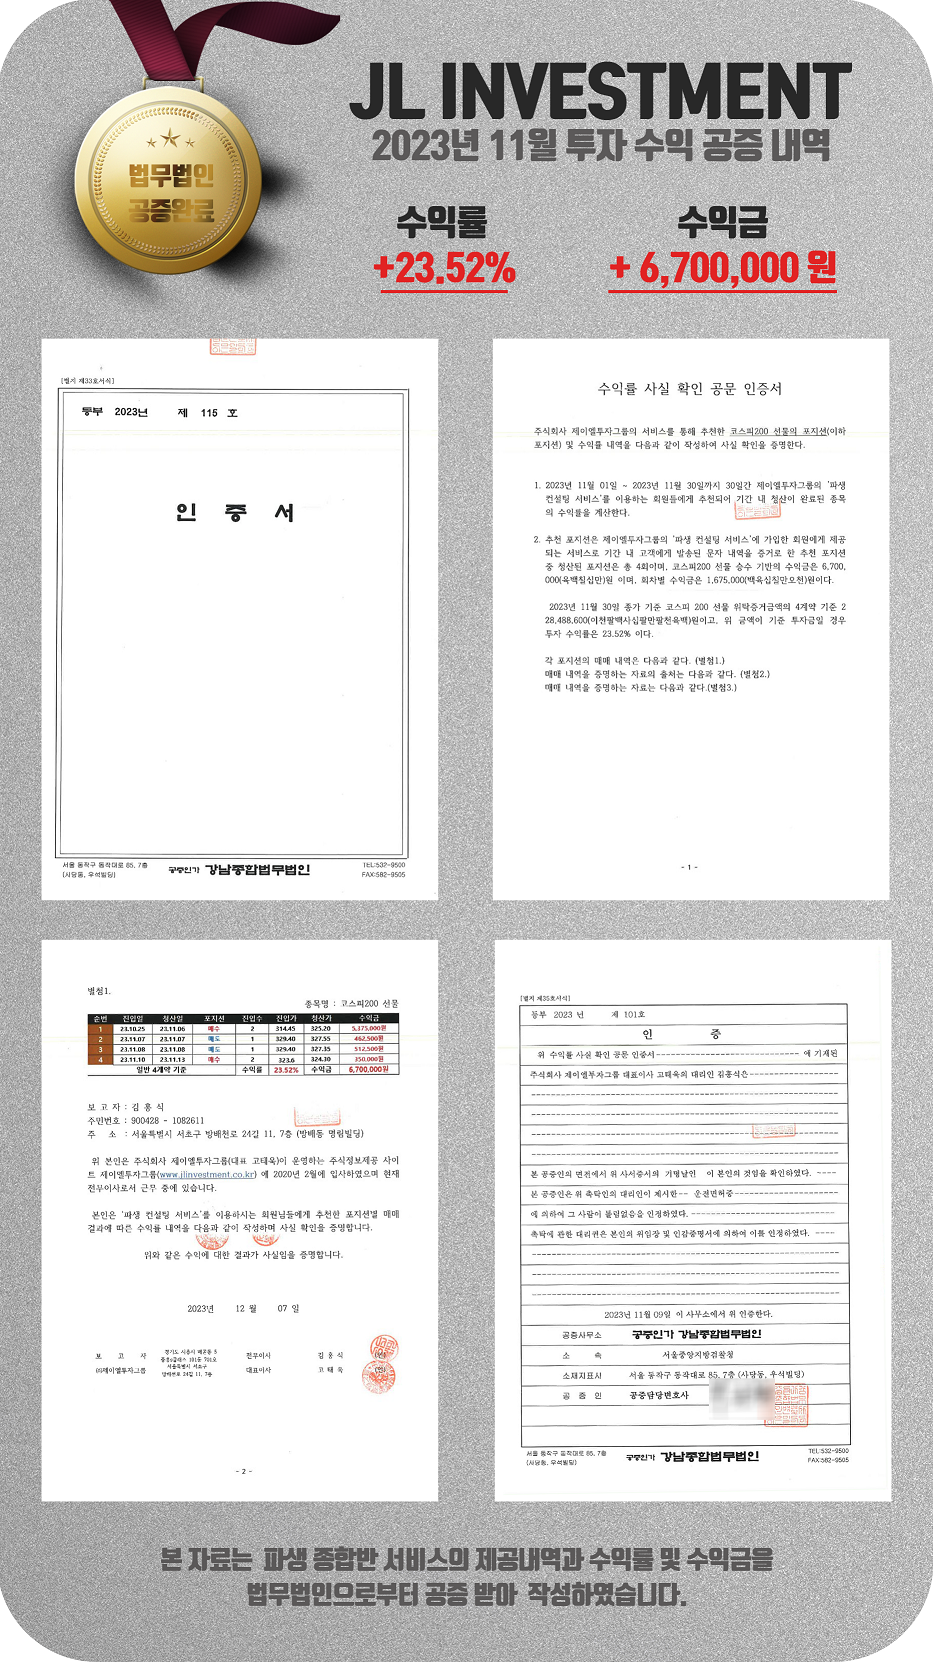 법무법인
공증완료
JL INVESTMENT
2023년 11월 투자 수익 공증 내역
수익률
+23.52%
수익금
+ 6,700,000 원
[별지 제33호서식]
등부 2023년 제 115 호
인 증 서
서울 동작구 동작대로 85, 7층
(사당동, 우석빌딩)
공증인가 강남종합법무법인
TEL:532-9500
FAX:582-9505
수익률 사실 확인 공문 인증서
주식회사 제이엘투자그룹의 서비스를 통해 추천한 코스피200 선물의 포지션(이하
포지션) 및 수익률 내역을 다음과 같이 작성하여 사실 확인을 증명한다.
1. 2023년 11월 01일 ~ 2023년 11월 30일까지 30일간 제이엘투자그룹의 '파생
컨설팅 서비스'를 이용하는 회원들에게 추천되어 기간 내 청산이 완료된 종목
의 수익률을 계산한다.
2. 추천 포지션은 제이엘투자그룹의 '파생 컨설팅 서비스'에 가입한 회원에게 제공
되는 서비스로 기간 내 고객에게 발송된 문자 내역을 증거로 한 추천 포지션
중 청산된 포지션은 총 4회이며, 코스피200 선물 승수 기반의 수익금은 6,700,
000(육백칠십만)원 이며, 회차별 수익금은 1,675,000(백육십칠만오천)원이다.
2023년 11월 30일 종가 기준 코스피 200 선물 위탁증거금액의 4계약 기준 2
28,488,600(이천팔백사십팔만팔천육백)원이고, 위 금액이 기준 투자금일 경우
투자 수익률은 23.52% 이다.
각 포지션의 매매 내역은 다음과 같다. (별첨1.)
매매 내역을 증명하는 자료의 출처는 다음과 같다. (별첨2.)
매매 내역을 증명하는 자료는 다음과 같다.(별첨3.)
- 1 -
별첨1.
종목명 : 코스피200 선물
순번 진입일 청산일 포지션 진입수 진입가 청산가 수익금
1 23.10.25 23.11.06 매수 2 314.45 325.20 5,375,000원
2 23.11.07 23.11.07 매도 1 329.40 327.55 462,500원
3 23.11.08 23.11.08 매도 1 329.40 327.35 512,500원
4 23.11.10 23.11.13 매수 2 323.6 324.30 350,000원
일반 4계약 기준 수익률 23.52% 수익금 6,700,000원
보 고 자 : 김 홍 식
주민번호 : 900428 - 1082611
주 소 : 서울특별시 서초구 방배천로 24길 11, 7층 (방배동 명림빌딩)
위 본인은 주식회사 제이엘투자그룹(대표 고태욱)이 운영하는 주식정보제공 사이
트 제이엘투자그룹(www.jlinvestment.co.kr) 에 2020년 2월에 입사하였으며 현재
전무이사로서 근무 중에 있습니다.
본인은 '파생 컨설팅 서비스'를 이용하시는 회원님들에게 추천한 포지션별 매매
결과에 따른 수익률 내역을 다음과 같이 작성하며 사실 확인을 증명합니다.
위와 같은 수익에 대한 결과가 사실임을 증명합니다.
2023년 12 월 07 일
보 고 자 전무이사 김 홍 식
㈜제이엘투자그룹 대표이사 고 태 욱
서울특별시 서초구
방배천로 24길 11, 7층
- 2 -
[별지 제35호서식]
등부 2023 년 제 101호
인 증
위 수익률 사실 확인 공문 인증서 에 기재된
주식회사 제이엘투자그룹 대표이사 고태욱의 대리인 김홍식은
본 공증인의 면전에서 위 사서증서의 기명날인 이 본인의 것임을 확인하였다.
본 공증인은 위 촉탁인의 대리인이 제시한-- 운전면허증
에 의하여 그 사람이 틀림없음을 인정하였다.
촉탁에 관한 대리권은 본인의 위임장 및 인감증명서에 의하여 이를 인정하였다.
2023년 11월 09일 이 사무소에서 위 인증한다.
공증사무소 공증인가 강남종합법무법인
소 속 서울중앙지방검찰청
소재지표시 서울 동작구 동작대로 85, 7층 (사당동, 우석빌딩)
공 증 인 공증담당변호사
서울 동작구 동작대로 85, 7층
(사당동, 우석빌딩)
공증인가 강남종합법무법인
TEL:532-9500
FAX:582-9505
본 자료는 파생 종합반 서비스의 제공내역과 수익률 및 수익금을
법무법인으로부터 공증 받아 작성하였습니다.